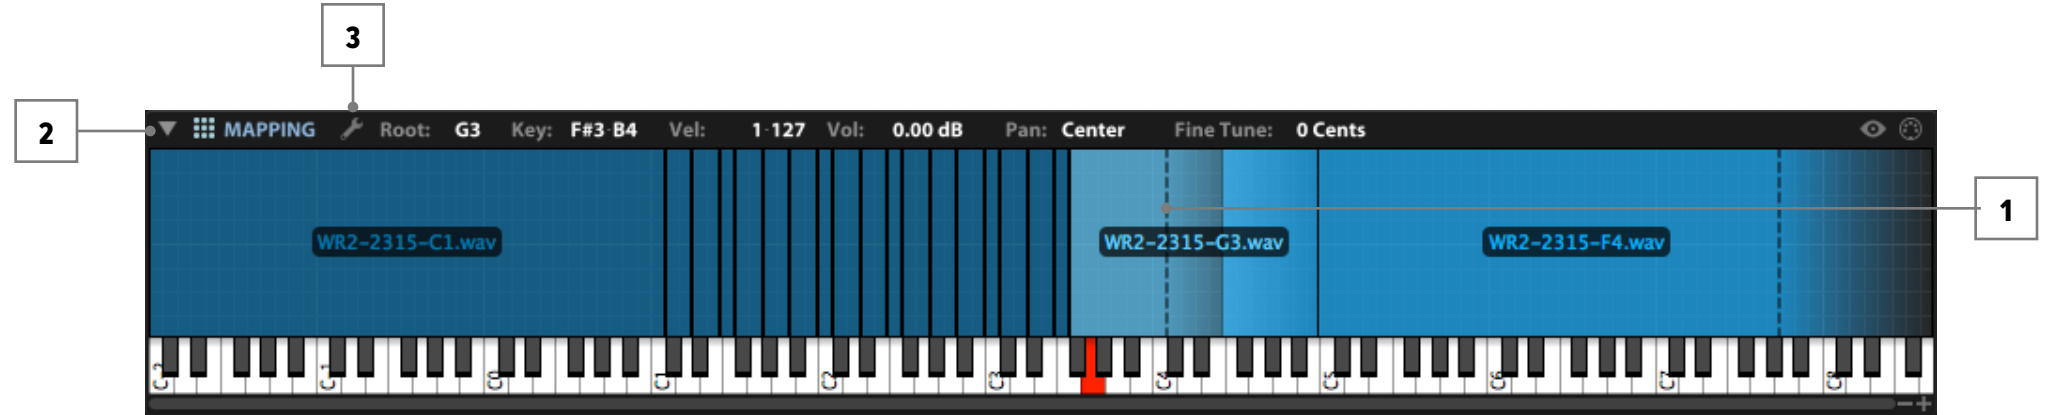 3
2
MAPPING Root: G3 Key: F#3-B4 Vel: 1-127 Vol: 0.00 dB Pan: Center Fine Tune: 0 Cents
1
WR2-2315-C1.wav WR2-2315-G3.wav WR2-2315-F4.wav
C-2 C-1 C0 C1 C2 C3 C4 C5 C6 C7 C8